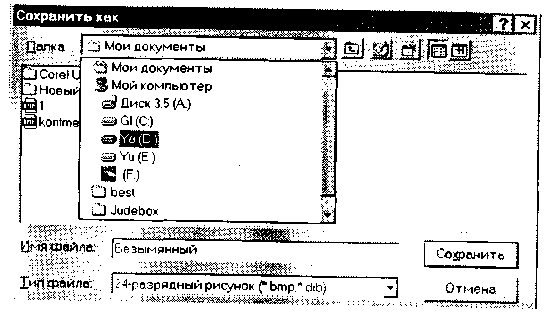 Сохранить как
Папка
Мои документы
Corel U
Новый
1
kontme
Мои документы
Мой компьютер
Диск 3.5 (A:)
Gl (C:)
Yu (E:)
(F:)
best
Judebox
Имя файла: Безымянный
Сохранить
Тип файла: 24-разрядный рисунок (*.bmp;*.dib)
Отмена